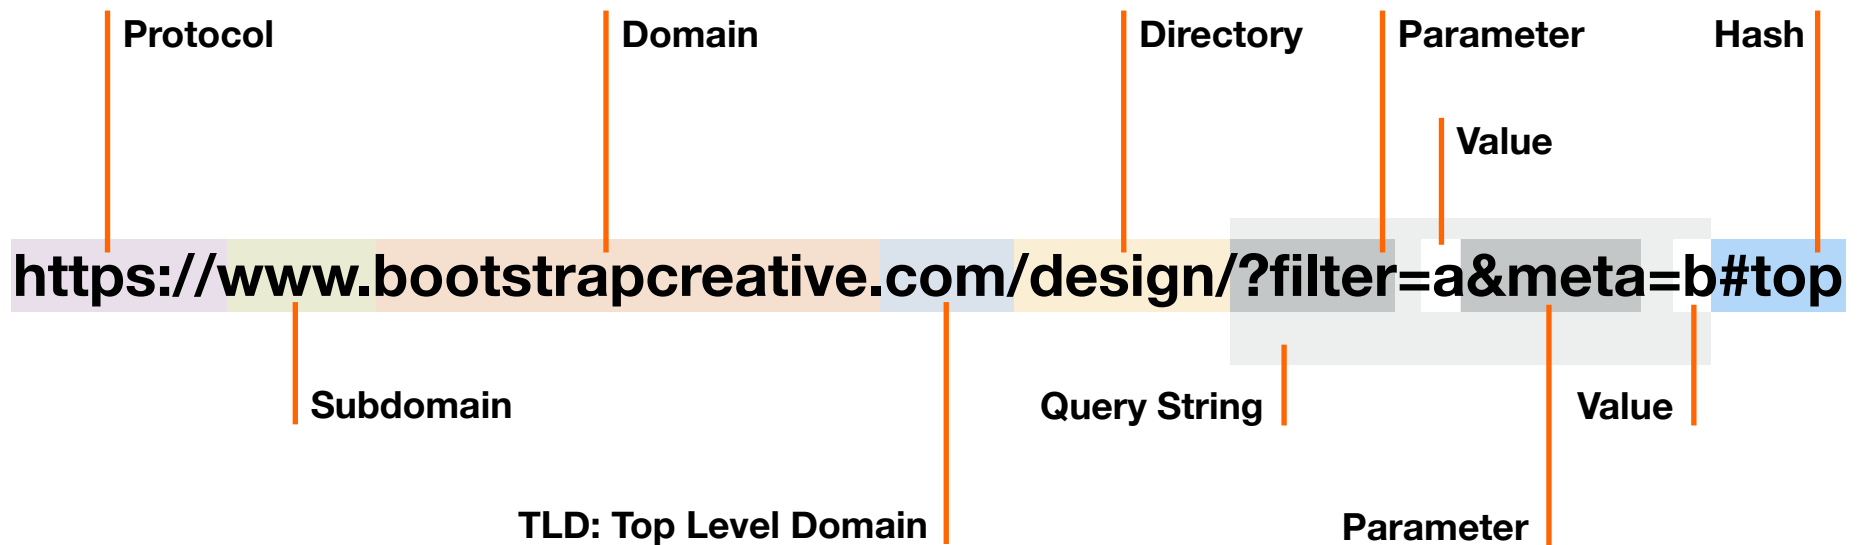 Protocol
Domain
Directory
Parameter
Hash
Value
https://www.bootstrapcreative.com/design/?filter=a&meta=b#top
Subdomain
Query String
Value
TLD: Top Level Domain
Parameter